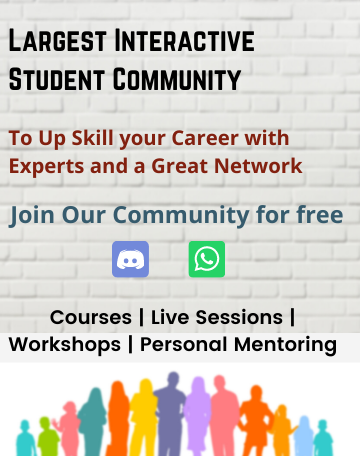 Largest Interactive
Student Community
To Up Skill your Career with
Experts and a Great Network
Join Our Community for free
Courses | Live Sessions |
Workshops | Personal Mentoring